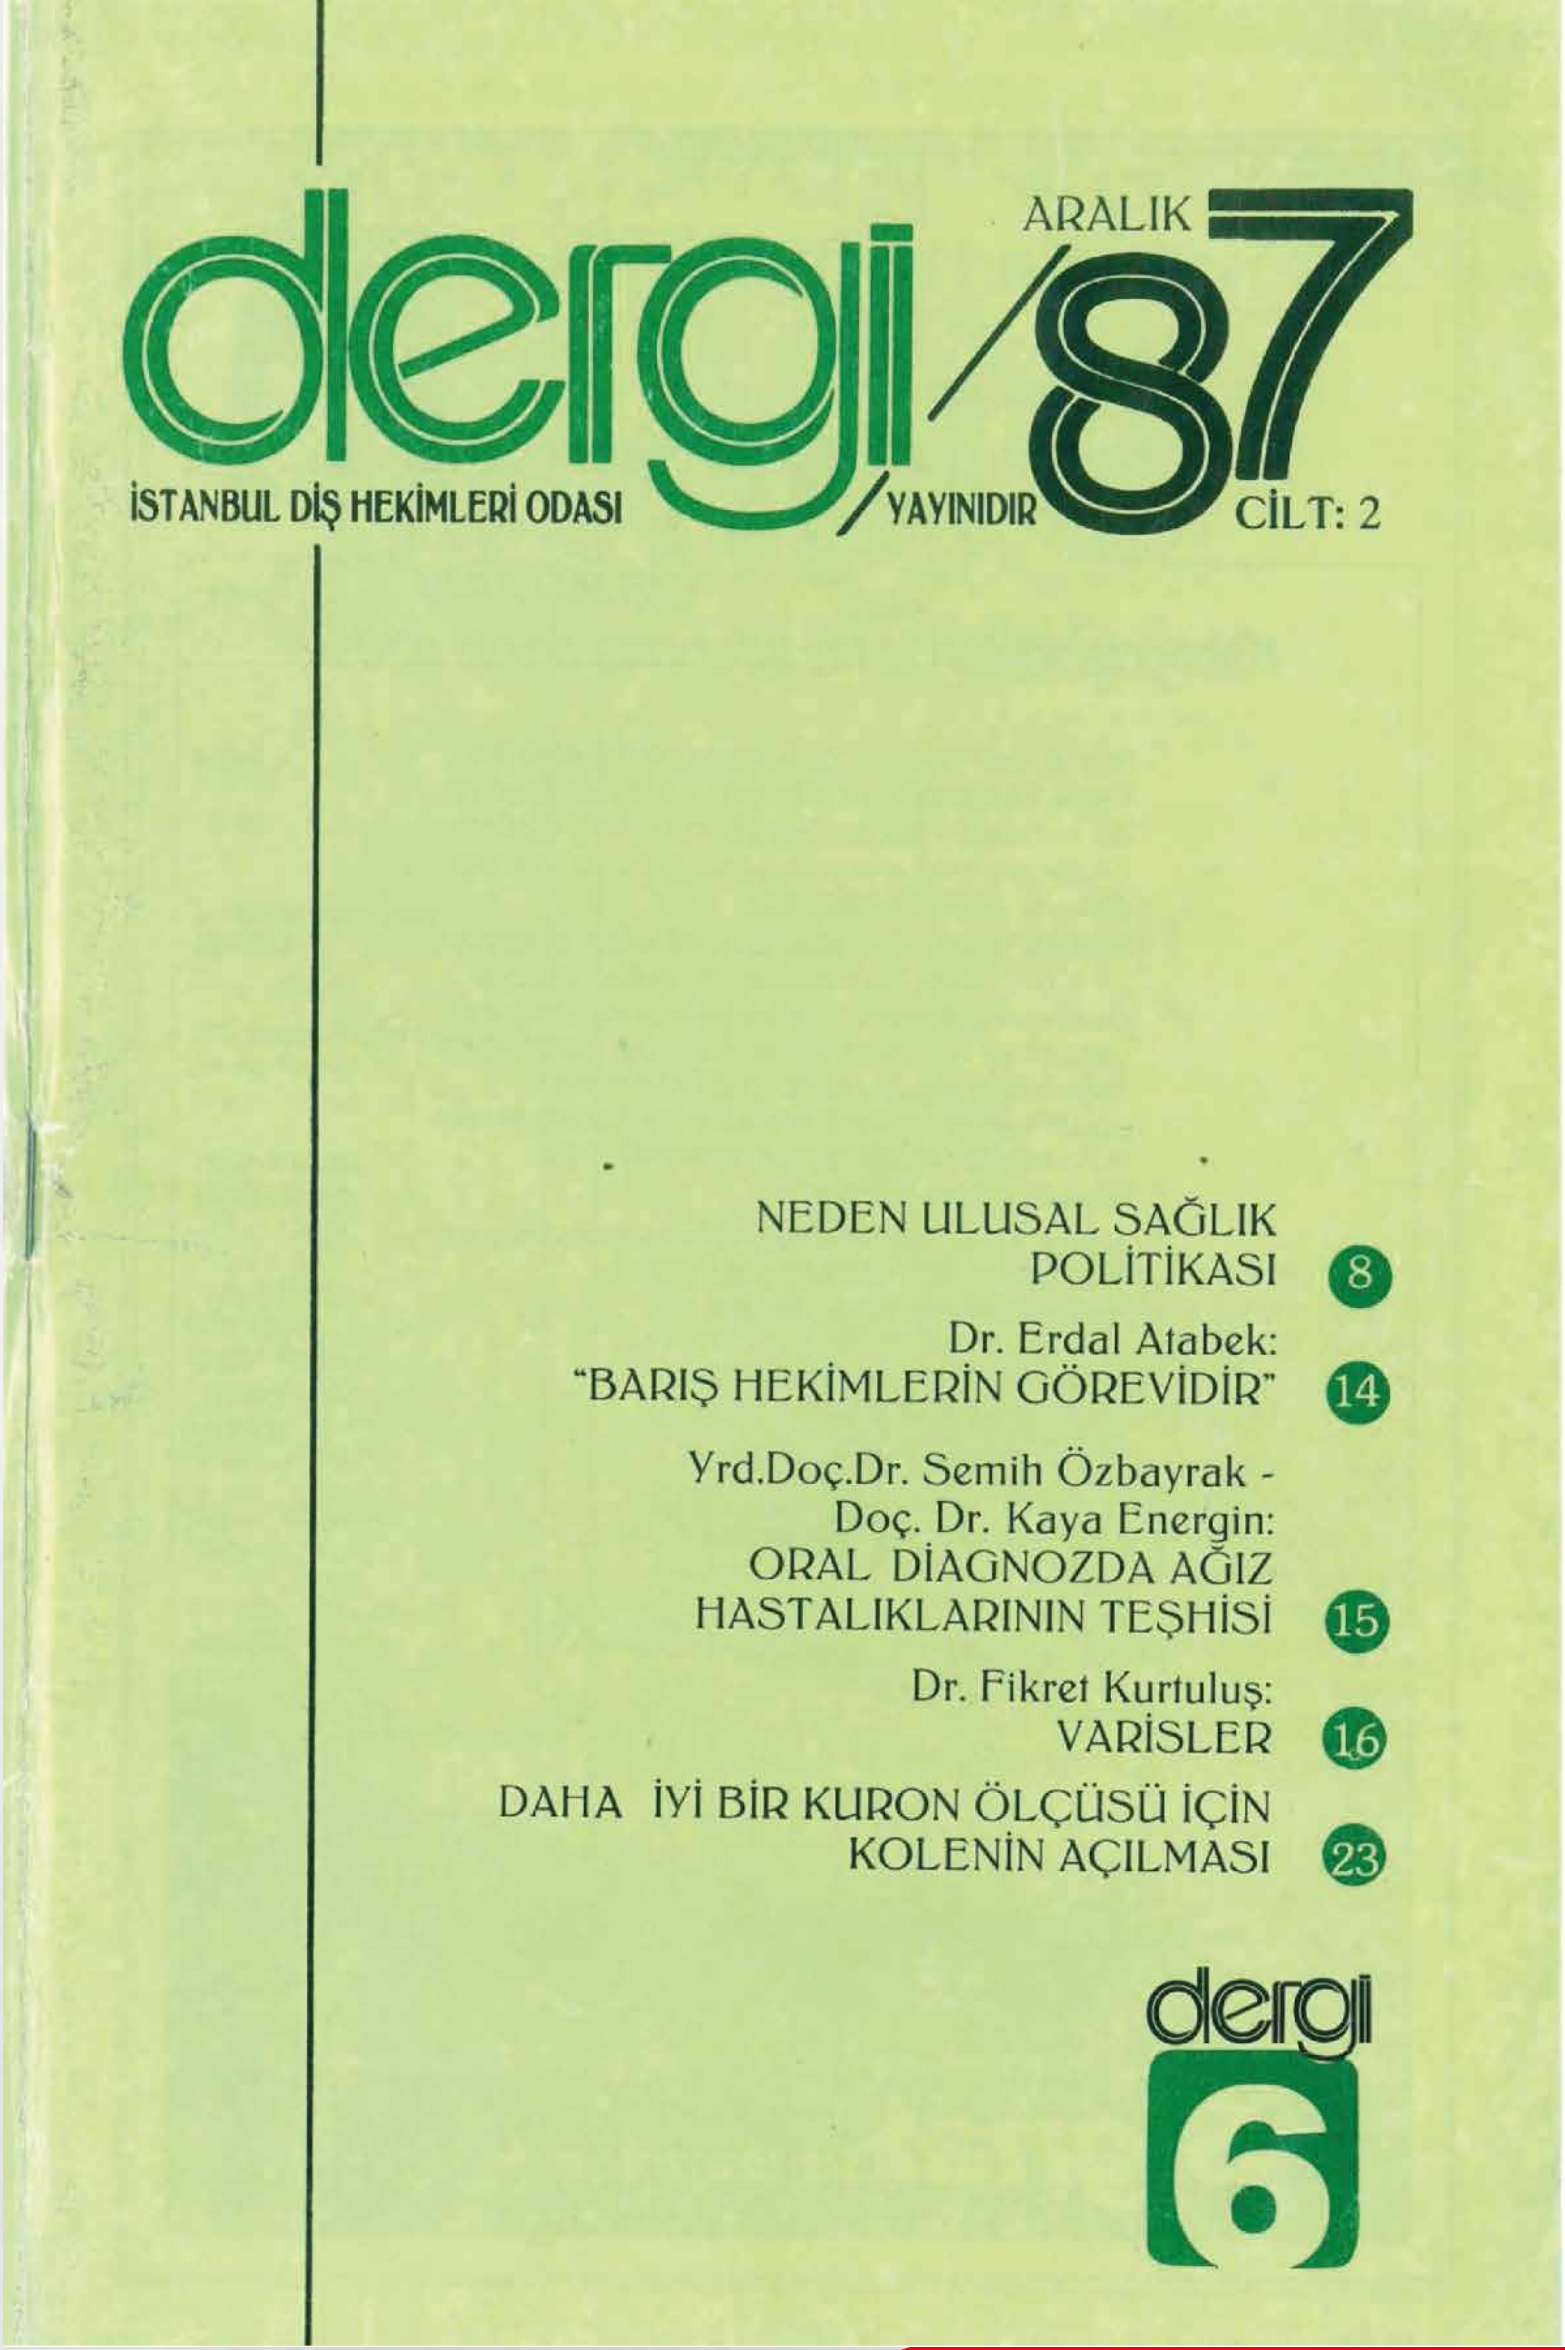 ARALIK
dergi/87
İSTANBUL DİŞ HEKİMLERİ ODASI /YAYINIDIR CİLT: 2
NEDEN ULUSAL SAĞLIK
POLİTİKASI 8
Dr. Erdal Atabek:
“BARIŞ HEKİMLERİN GÖREVİDİR” 14
Yrd.Doç.Dr. Semih Özbayrak -
Doç. Dr. Kaya Energin:
ORAL DİAGNOZDA AĞIZ
HASTALIKLARININ TEŞHİSİ 15
Dr. Fikret Kurtuluş:
VARİSLER 16
DAHA İYİ BİR KURON ÖLÇÜSÜ İÇİN
KOLENİN AÇILMASI 23
dergi
6